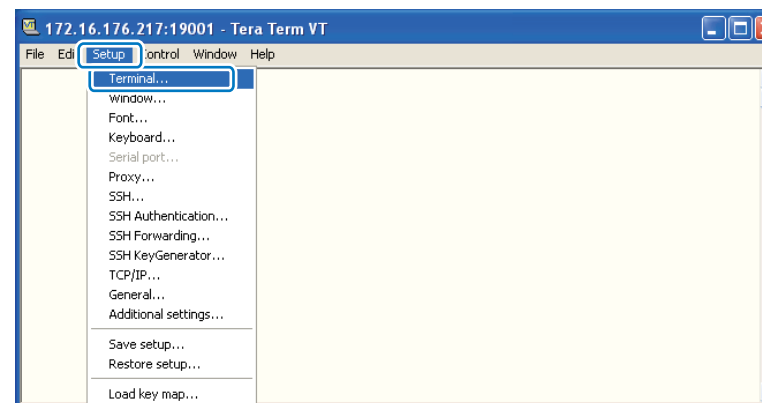 172.16.176.217:19001 - Tera Term VT
File Edi Setup Control Window Help
Terminal...
Window...
Font...
Keyboard...
Serial port...
Proxy...
SSH...
SSH Authentication...
SSH Forwarding...
SSH KeyGenerator...
TCP/IP...
General...
Additional settings...
Save setup...
Restore setup...
Load key map...